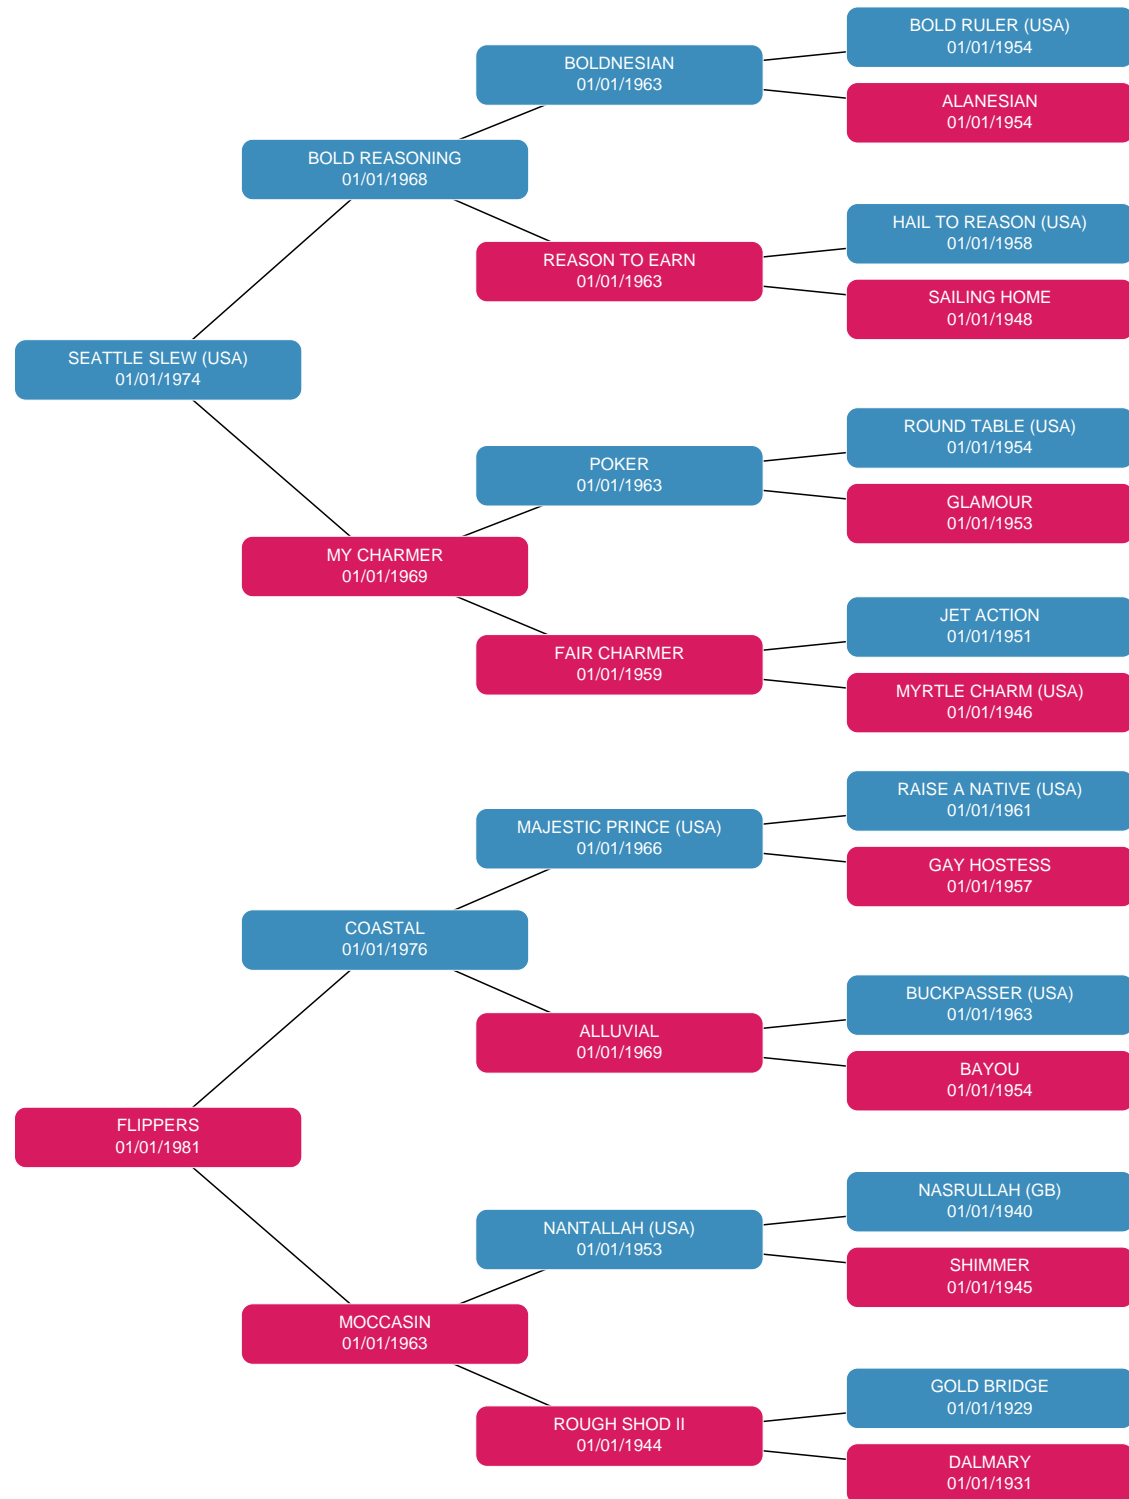 BOLD RULER (USA)
01/01/1954
BOLDNESIAN
01/01/1963
ALANESIAN
01/01/1954
BOLD REASONING
01/01/1968
HAIL TO REASON (USA)
01/01/1958
REASON TO EARN
01/01/1963
SAILING HOME
01/01/1948
SEATTLE SLEW (USA)
01/01/1974
ROUND TABLE (USA)
01/01/1954
POKER
01/01/1963
GLAMOUR
01/01/1953
MY CHARMER
01/01/1969
JET ACTION
01/01/1951
FAIR CHARMER
01/01/1959
MYRTLE CHARM (USA)
01/01/1946
RAISE A NATIVE (USA)
01/01/1961
MAJESTIC PRINCE (USA)
01/01/1966
GAY HOSTESS
01/01/1957
COASTAL
01/01/1976
BUCKPASSER (USA)
01/01/1963
ALLUVIAL
01/01/1969
BAYOU
01/01/1954
FLIPPERS
01/01/1981
NASRULLAH (GB)
01/01/1940
NANTALLAH (USA)
01/01/1953
SHIMMER
01/01/1945
MOCCASIN
01/01/1963
GOLD BRIDGE
01/01/1929
ROUGH SHOD II
01/01/1944
DALMARY
01/01/1931